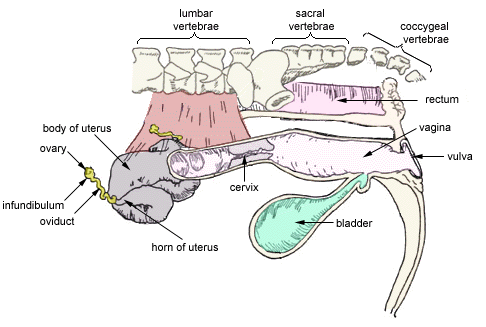 lumbar
vertebrae
sacral
vertebrae
coccygeal
vertebrae
rectum
body of uterus
vagina
ovary
vulva
cervix
infundibulum
oviduct
bladder
horn of uterus